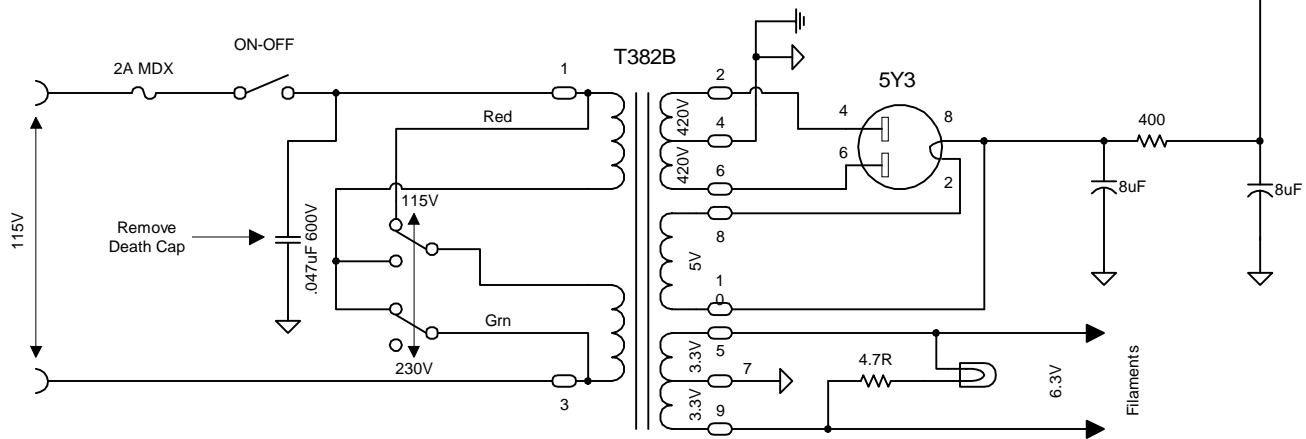 ON-OFF
2A MDX
115V
Remove
Death Cap
.047uF 600V
1
Red
115V
Grn
230V
3
T382B
2
420V
4
420V
6
8
5V
1
0
5
3.3V
7
3.3V
9
5Y3
4
8
6
2
400
8uF
8uF
4.7R
6.3V
Filaments